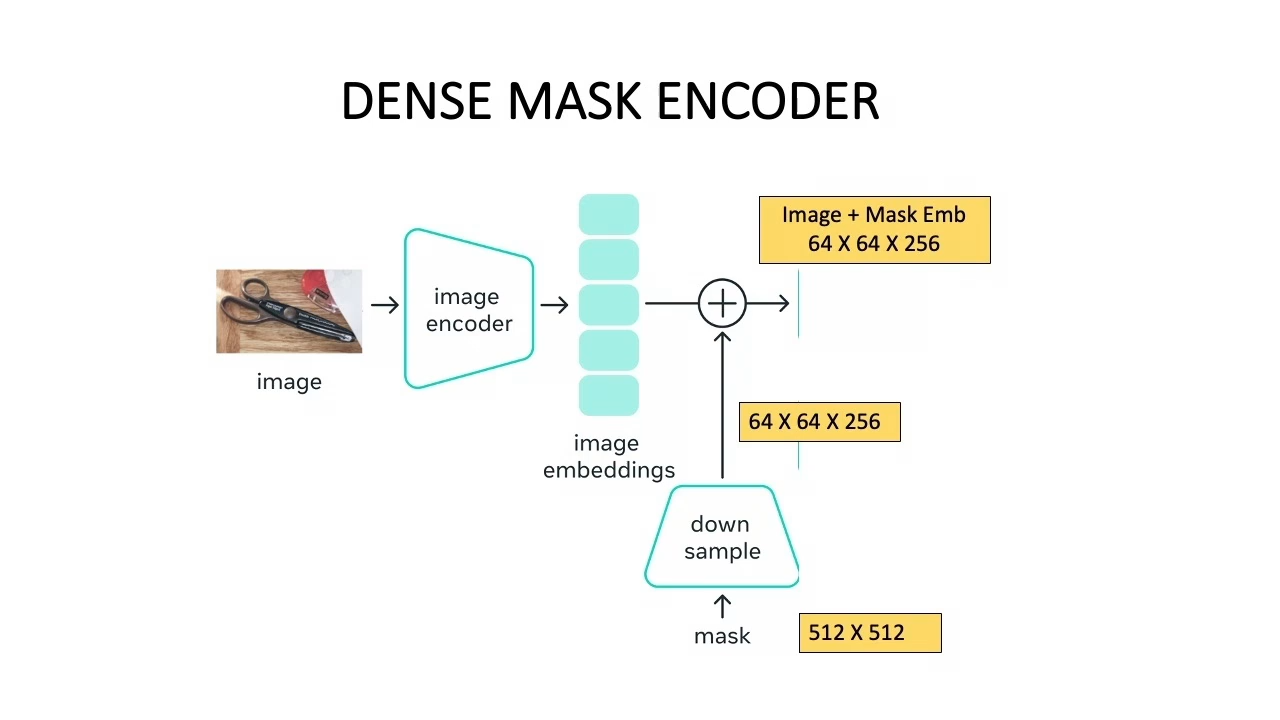 DENSE MASK ENCODER
Image + Mask Emb
64 X 64 X 256
image
encoder
image
image
embeddings
64 X 64 X 256
down
sample
mask
512 X 512